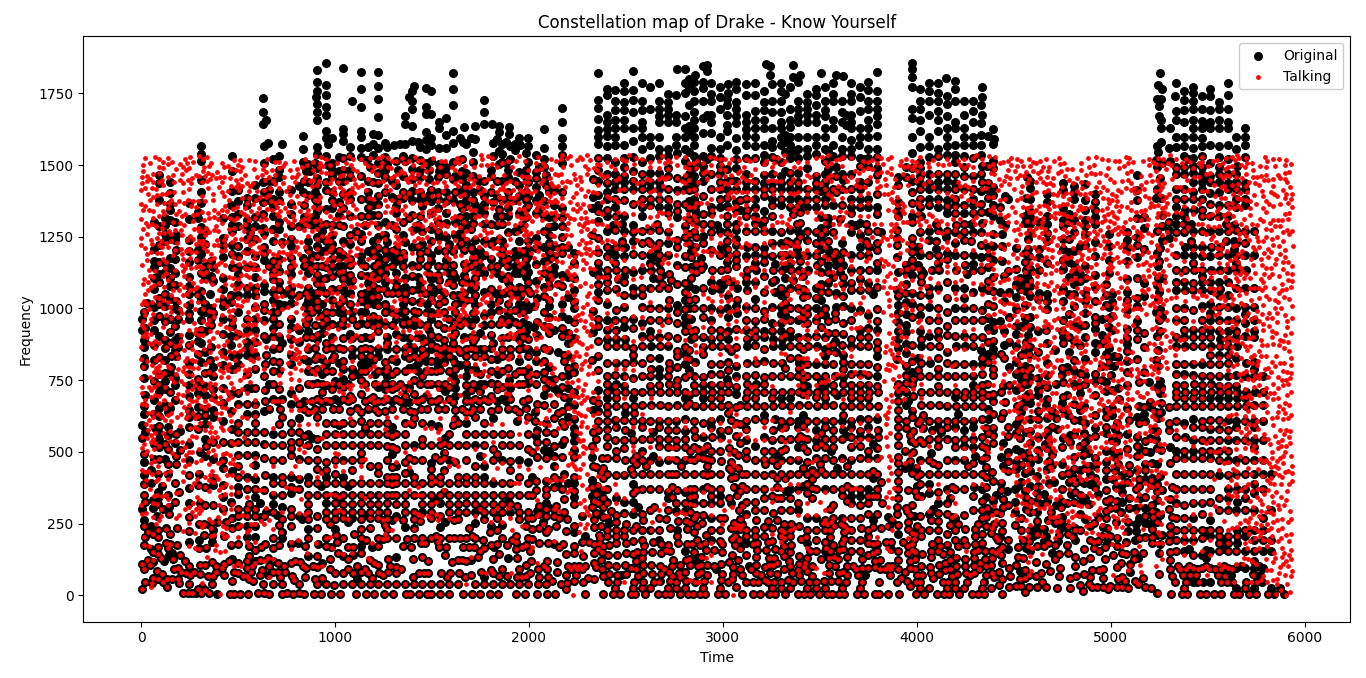 Constellation map of Drake - Know Yourself
Original
Talking
Frequency
1750
1500
1250
1000
750
500
250
0
0 1000 2000 3000 4000 5000 6000
Time